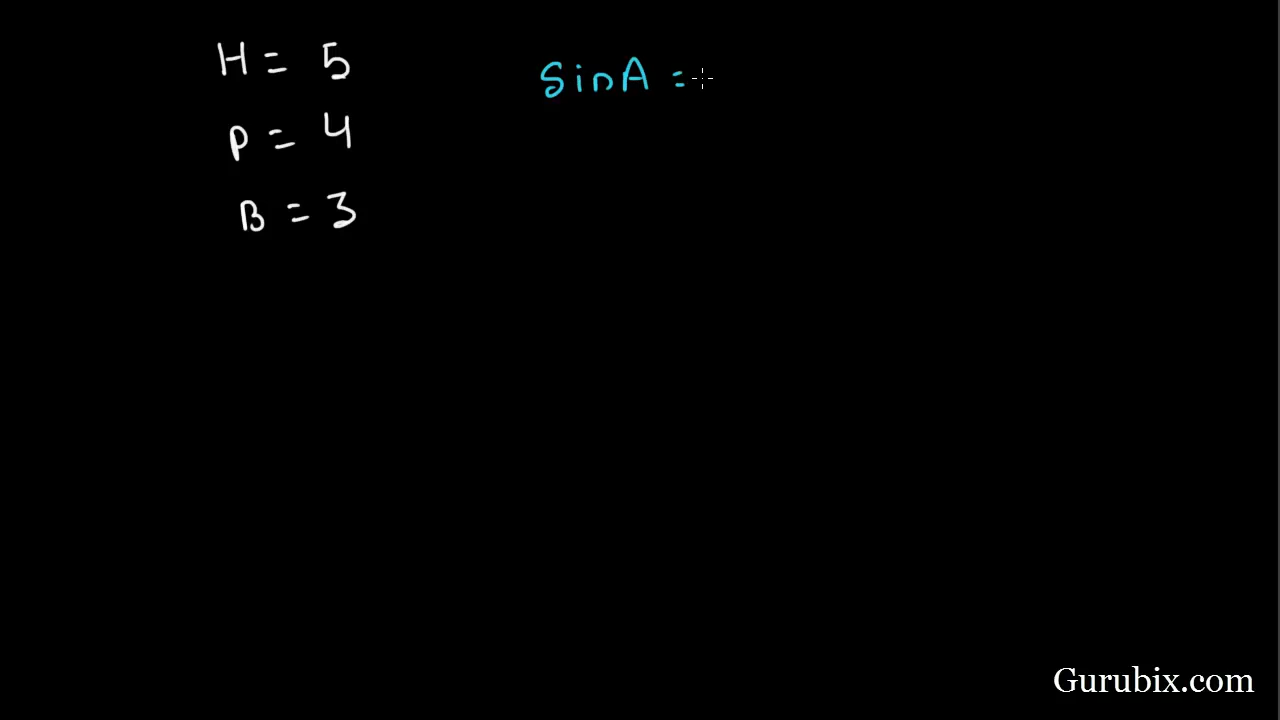 H = 5
P = 4
B = 3
SinA =
Gurubix.com